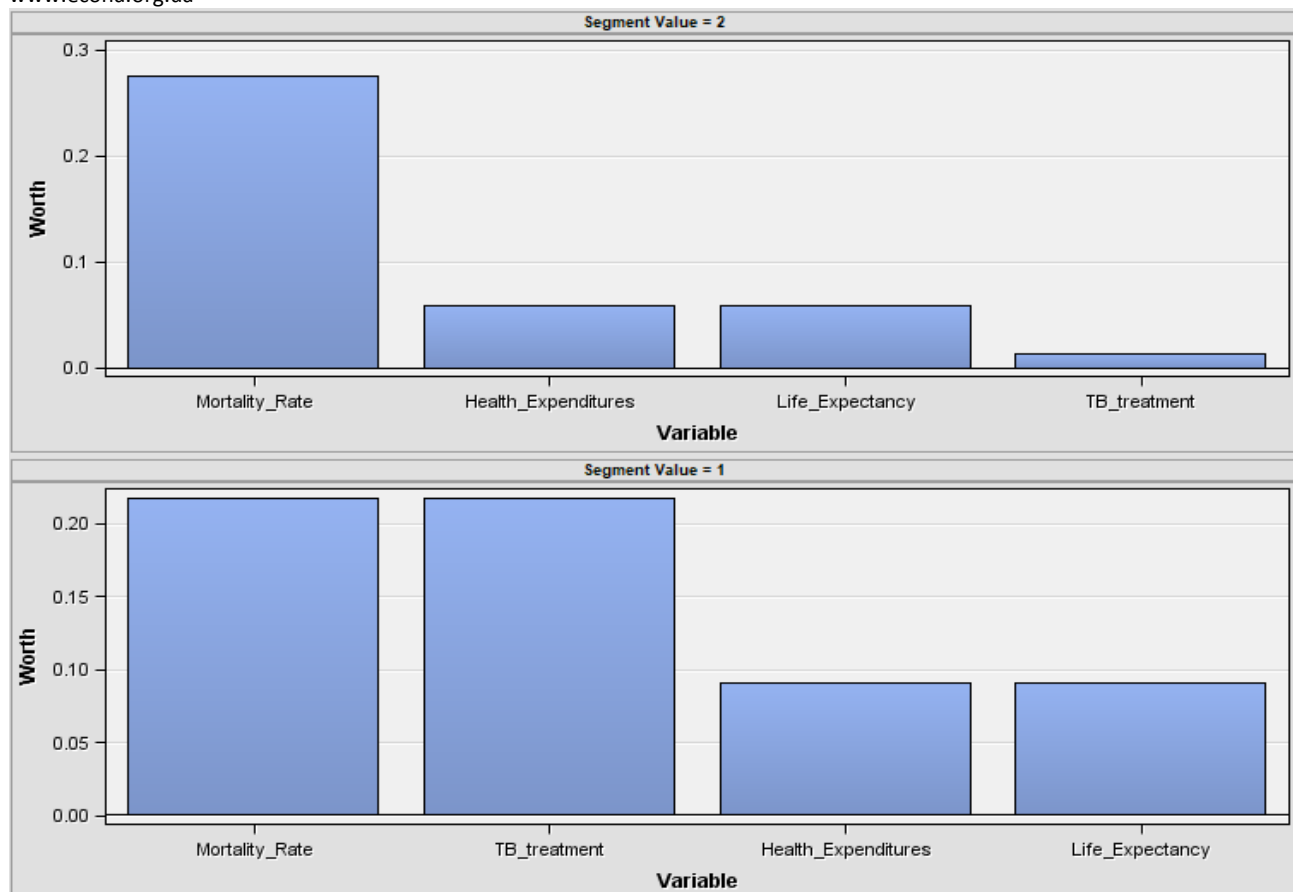 Segment Value = 2
0.3
0.2
0.1
0.0
Worth
Mortality_Rate Health_Expenditures Life_Expectancy TB_treatment
Variable
Segment Value = 1
0.20
0.15
0.10
0.05
0.00
Worth
Mortality_Rate TB_treatment Health_Expenditures Life_Expectancy
Variable